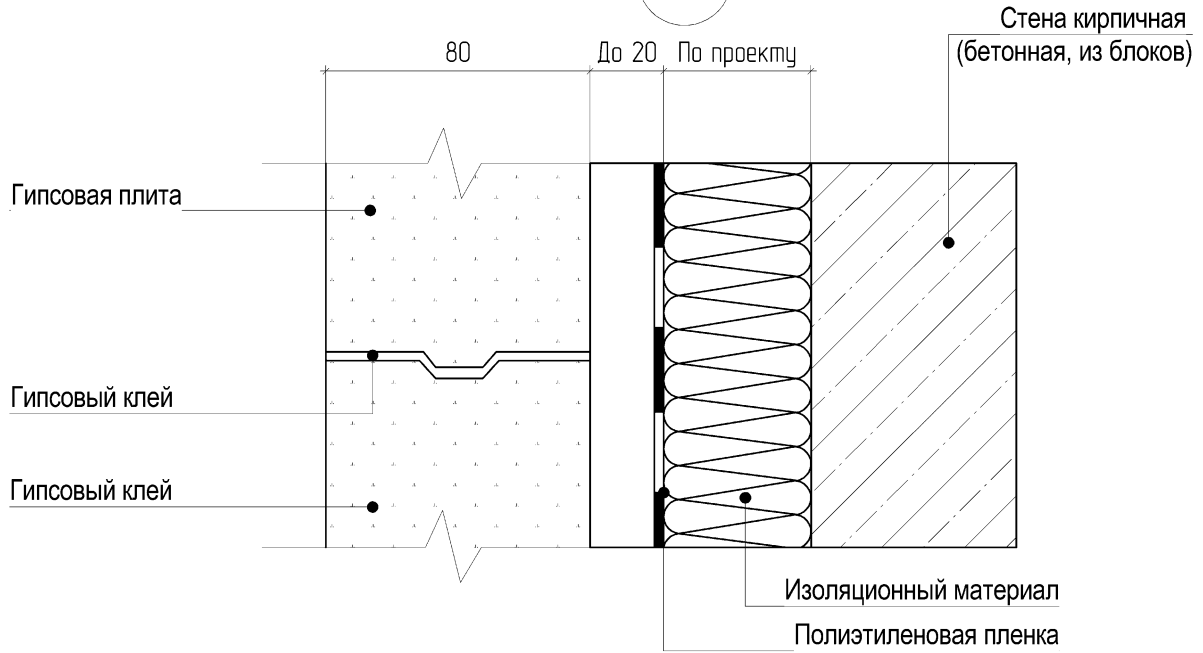 Стена кирпичная
(бетонная, из блоков)
80
До 20
По проекту
Гипсовая плита
Гипсовый клей
Гипсовый клей
Изоляционный материал
Полиэтиленовая пленка